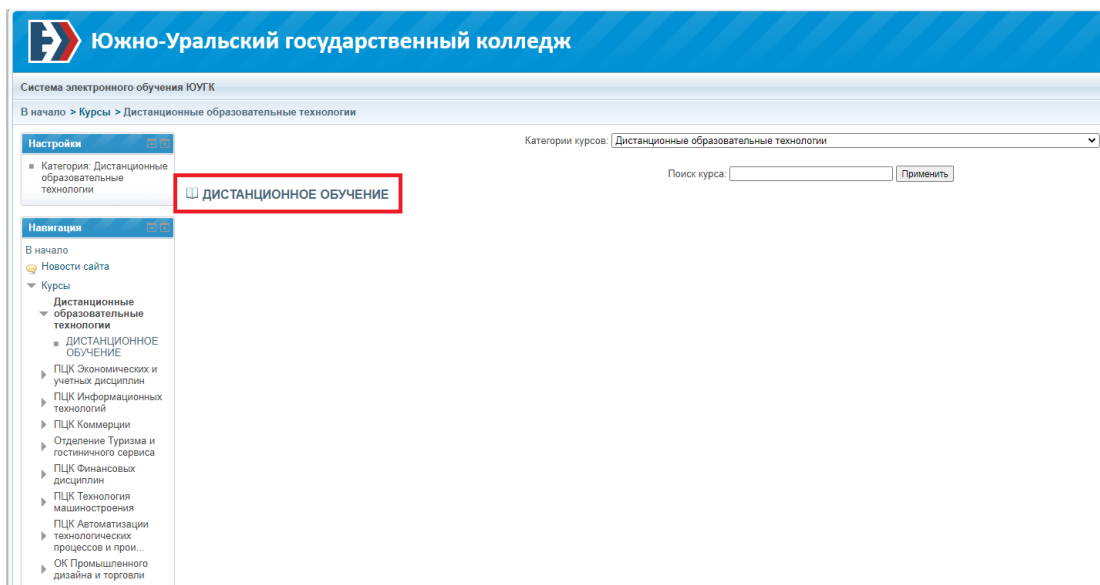 Южно-Уральский государственный колледж
Система электронного обучения ЮУГК
В начало > Курсы > Дистанционные образовательные технологии
Настройки
Категория: Дистанционные
образовательные
технологии
Категории курсов: Дистанционные образовательные технологии
Поиск курса: Применить
ДИСТАНЦИОННОЕ ОБУЧЕНИЕ
Навигация
В начало
Новости сайта
Курсы
Дистанционные
образовательные
технологии
ДИСТАНЦИОННОЕ
ОБУЧЕНИЕ
ПЦК Экономических и
учетных дисциплин
ПЦК Информационных
технологий
ПЦК Коммерции
Отделение Туризма и
гостиничного сервиса
ПЦК Финансовых
дисциплин
ПЦК Технология
машиностроения
ПЦК Автоматизации
технологических
процессов и прои...
ОК Промышленного
дизайна и торговли